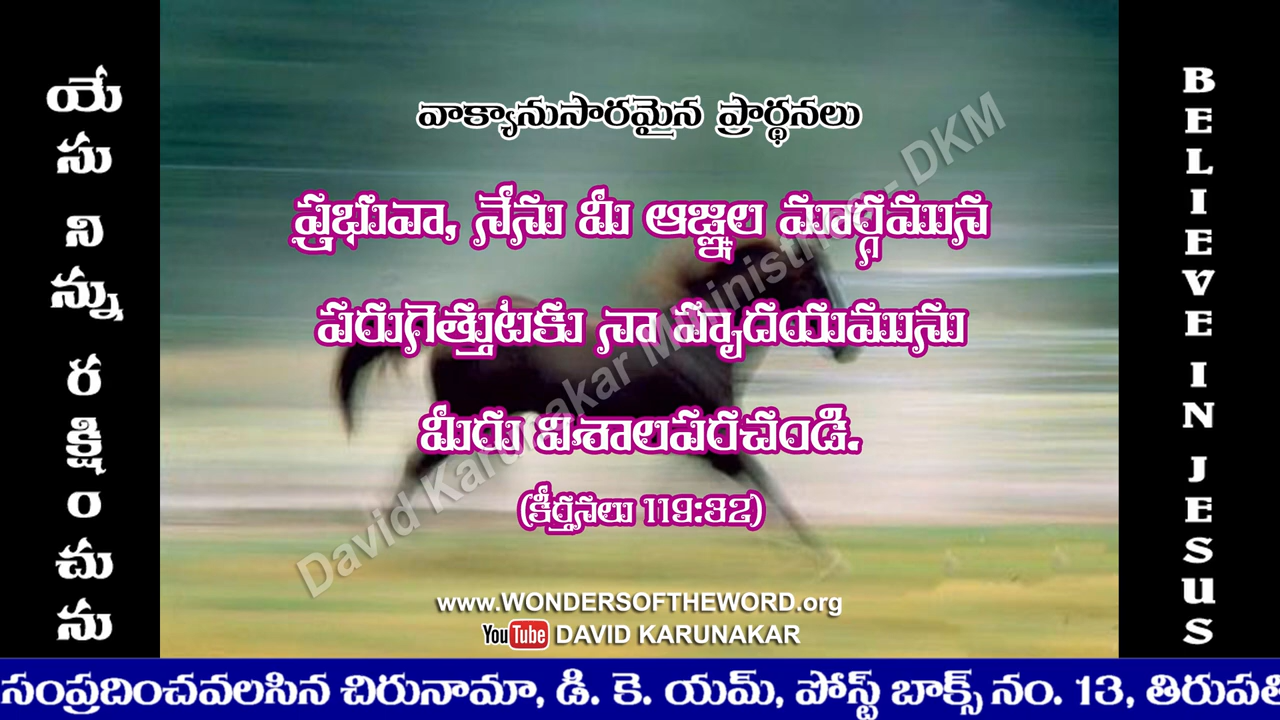 యేసు నిన్ను రక్షించును
వాక్యానుసారమైన ప్రార్థనలు
ప్రభువా, నేను మీ ఆజ్ఞల మార్గమున
పరుగెత్తుటకు నా హృదయమును
మీరు విశాలపరచండి.
(కీర్తనలు 119:32)
David Karunakar Mininistries - DKM
www.WONDERSOFTHEWORD.org
YouTube DAVID KARUNAKAR
BELIEVE IN JESUS
సంప్రదించవలసిన చిరునామా, డి. కె. యమ్, పోస్ట్ బాక్స్ నం. 13, తిరుపతి